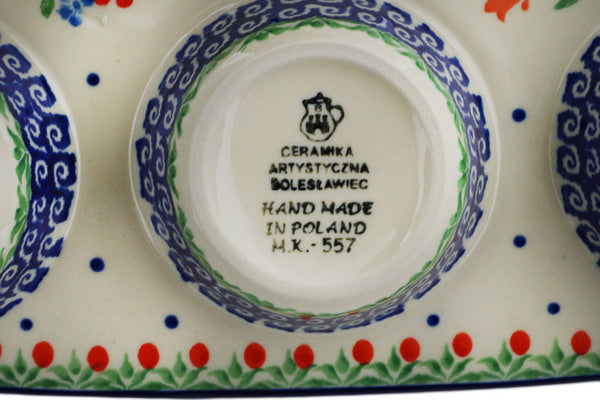 CERAMIKA
ARTYSTYCZNA
BOLESŁAWIEC
HAND MADE
IN POLAND
M.K.- 557